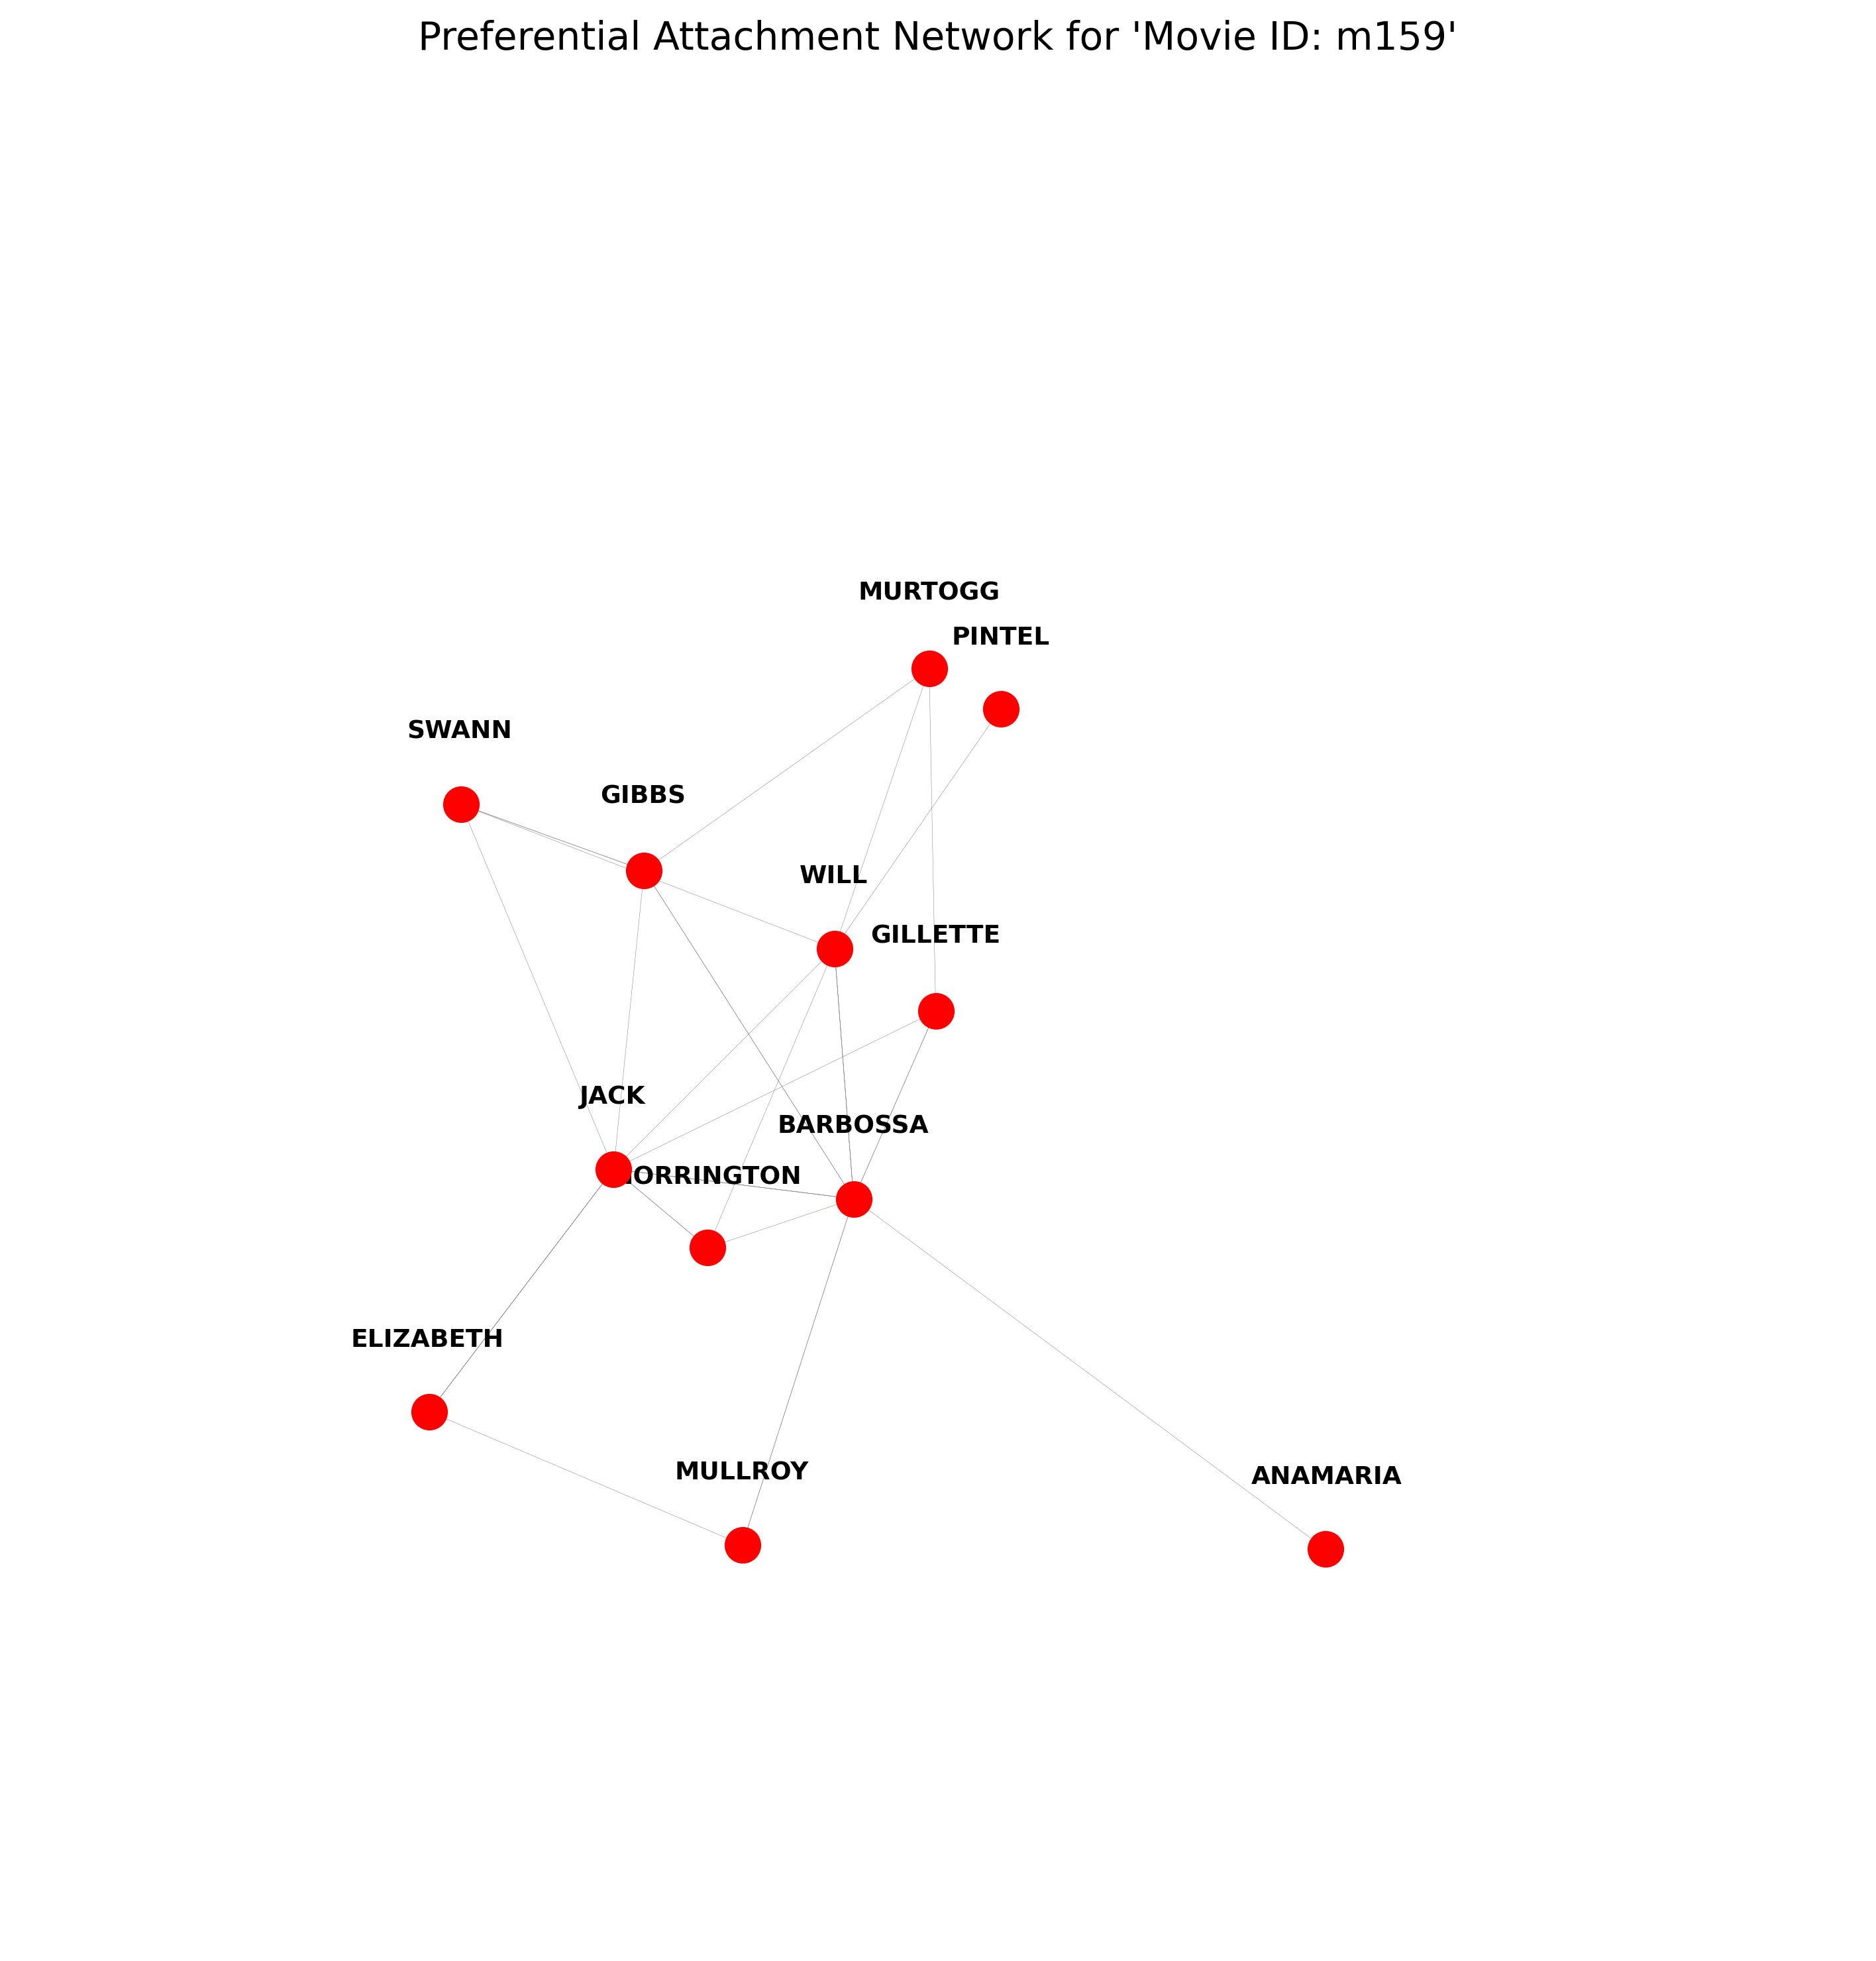 Preferential Attachment Network for 'Movie ID: m159'
MURTOGG
PINTEL
SWANN
GIBBS
WILL
GILLETTE
JACK
BARBOSSA
ORRINGTON
ELIZABETH
MULLROY
ANAMARIA